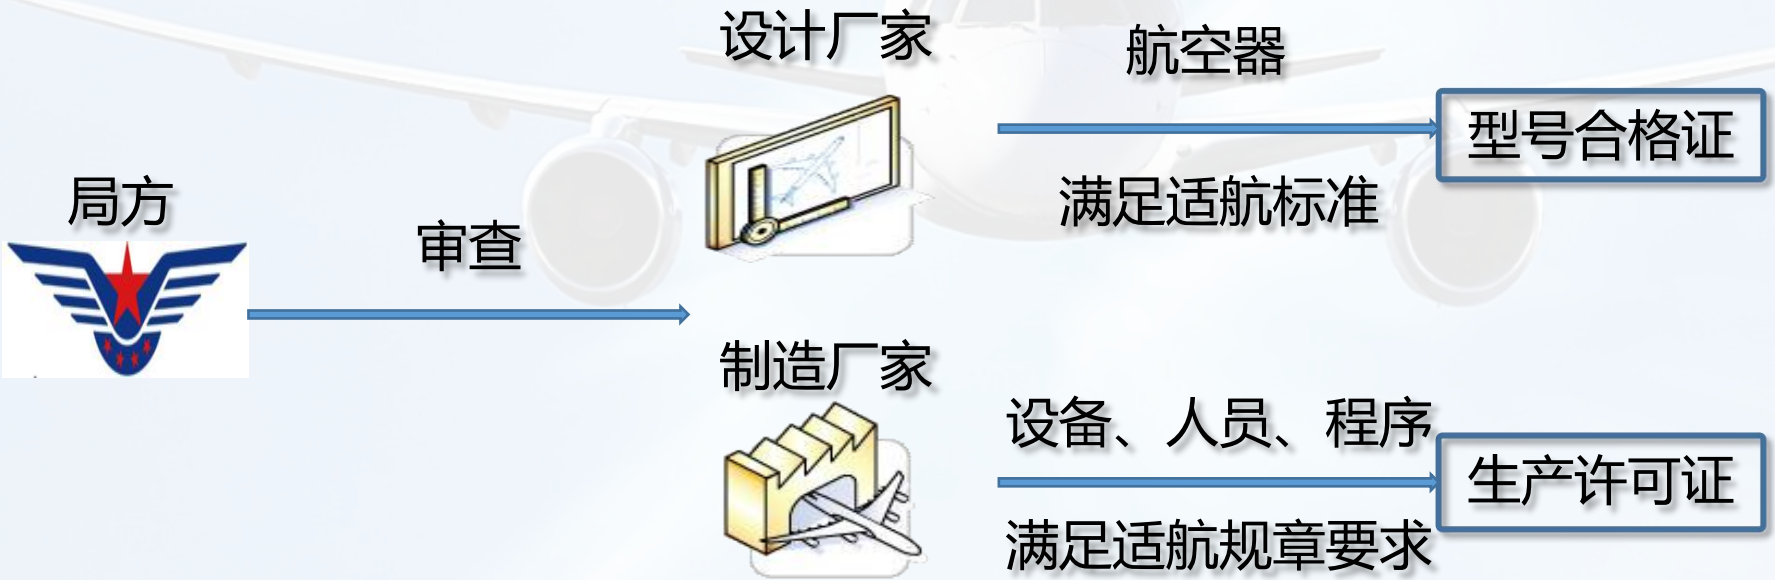 局方
审查
设计厂家
航空器
满足适航标准
型号合格证
制造厂家
设备、人员、程序
满足适航规章要求
生产许可证